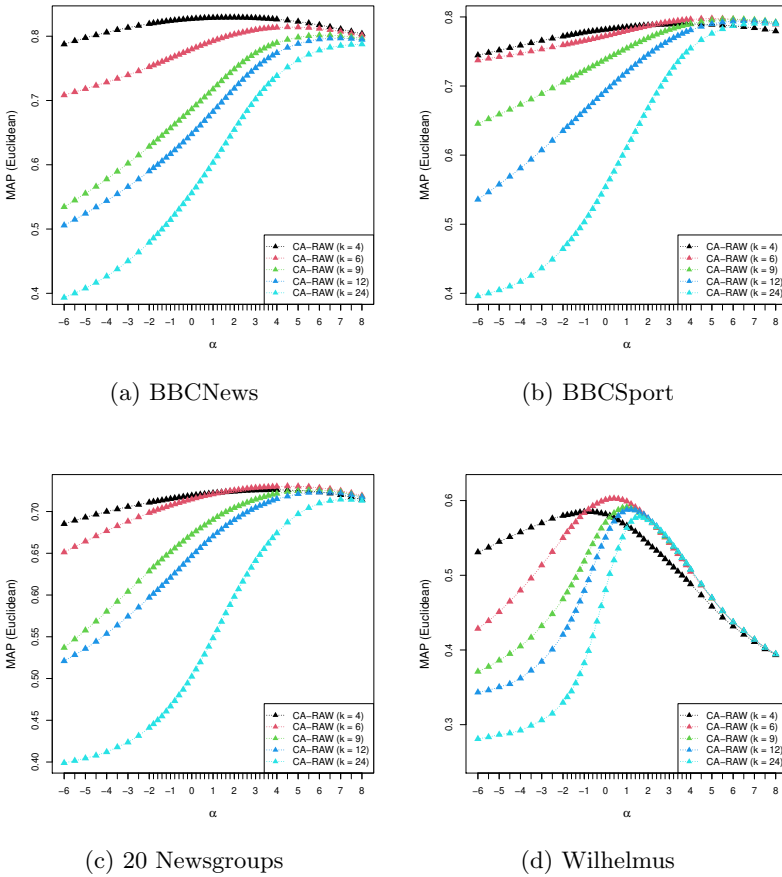 MAP (Euclidean)
0.8
0.7
0.6
0.5
0.4
CA−RAW (k = 4)
CA−RAW (k = 6)
CA−RAW (k = 9)
CA−RAW (k = 12)
CA−RAW (k = 24)
−6 −5 −4 −3 −2 −1 0 1 2 3 4 5 6 7 8
α
(a) BBCNews
MAP (Euclidean)
0.8
0.7
0.6
0.5
0.4
CA−RAW (k = 4)
CA−RAW (k = 6)
CA−RAW (k = 9)
CA−RAW (k = 12)
CA−RAW (k = 24)
−6 −5 −4 −3 −2 −1 0 1 2 3 4 5 6 7 8
α
(b) BBCSport
MAP (Euclidean)
0.70
0.65
0.60
0.55
0.50
0.45
0.40
CA−RAW (k = 4)
CA−RAW (k = 6)
CA−RAW (k = 9)
CA−RAW (k = 12)
CA−RAW (k = 24)
−6 −5 −4 −3 −2 −1 0 1 2 3 4 5 6 7 8
α
(c) 20 Newsgroups
MAP (Euclidean)
0.6
0.5
0.4
0.3
CA−RAW (k = 4)
CA−RAW (k = 6)
CA−RAW (k = 9)
CA−RAW (k = 12)
CA−RAW (k = 24)
−6 −5 −4 −3 −2 −1 0 1 2 3 4 5 6 7 8
α
(d) Wilhelmus